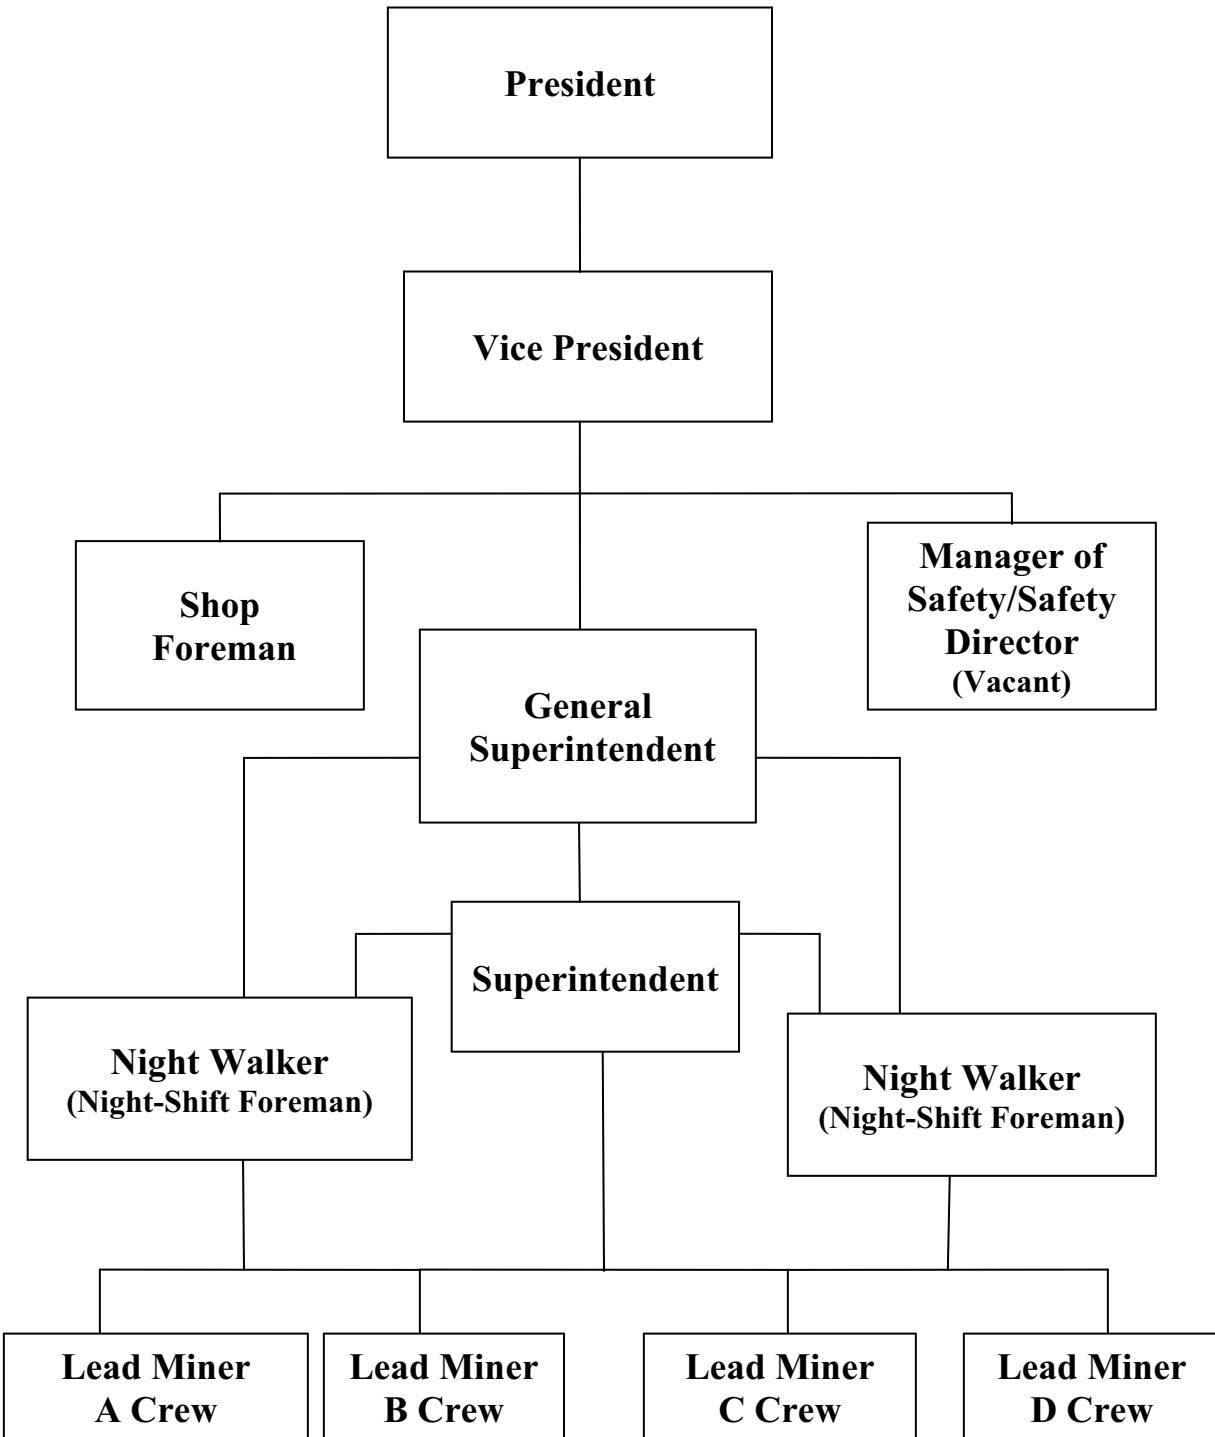 President
Vice President
Shop
Foreman
Manager of
Safety/Safety
Director
(Vacant)
General
Superintendent
Superintendent
Night Walker
(Night-Shift Foreman)
Night Walker
(Night-Shift Foreman)
Lead Miner
A Crew
Lead Miner
B Crew
Lead Miner
C Crew
Lead Miner
D Crew